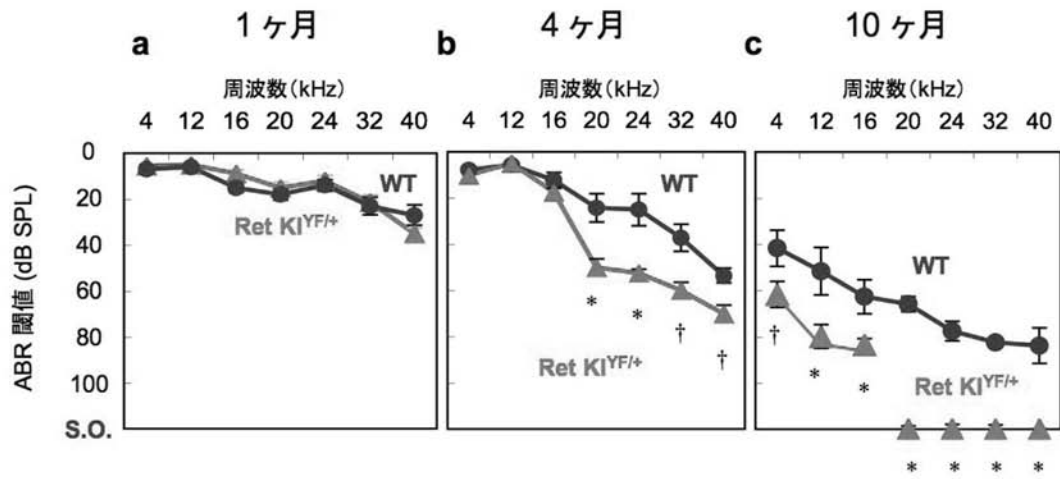 1 ヶ月
4 ヶ月
10 ヶ月
a
b
c
周波数(kHz)
周波数(kHz)
周波数(kHz)
4 12 16 20 24 32 40
4 12 16 20 24 32 40
4 12 16 20 24 32 40
ABR 閾値 (dB SPL)
0
20
40
60
80
100
S.O.
WT
Ret KI^YF/+
WT
* * † †
Ret KI^YF/+
WT
† * *
Ret KI^YF/+
* * * *